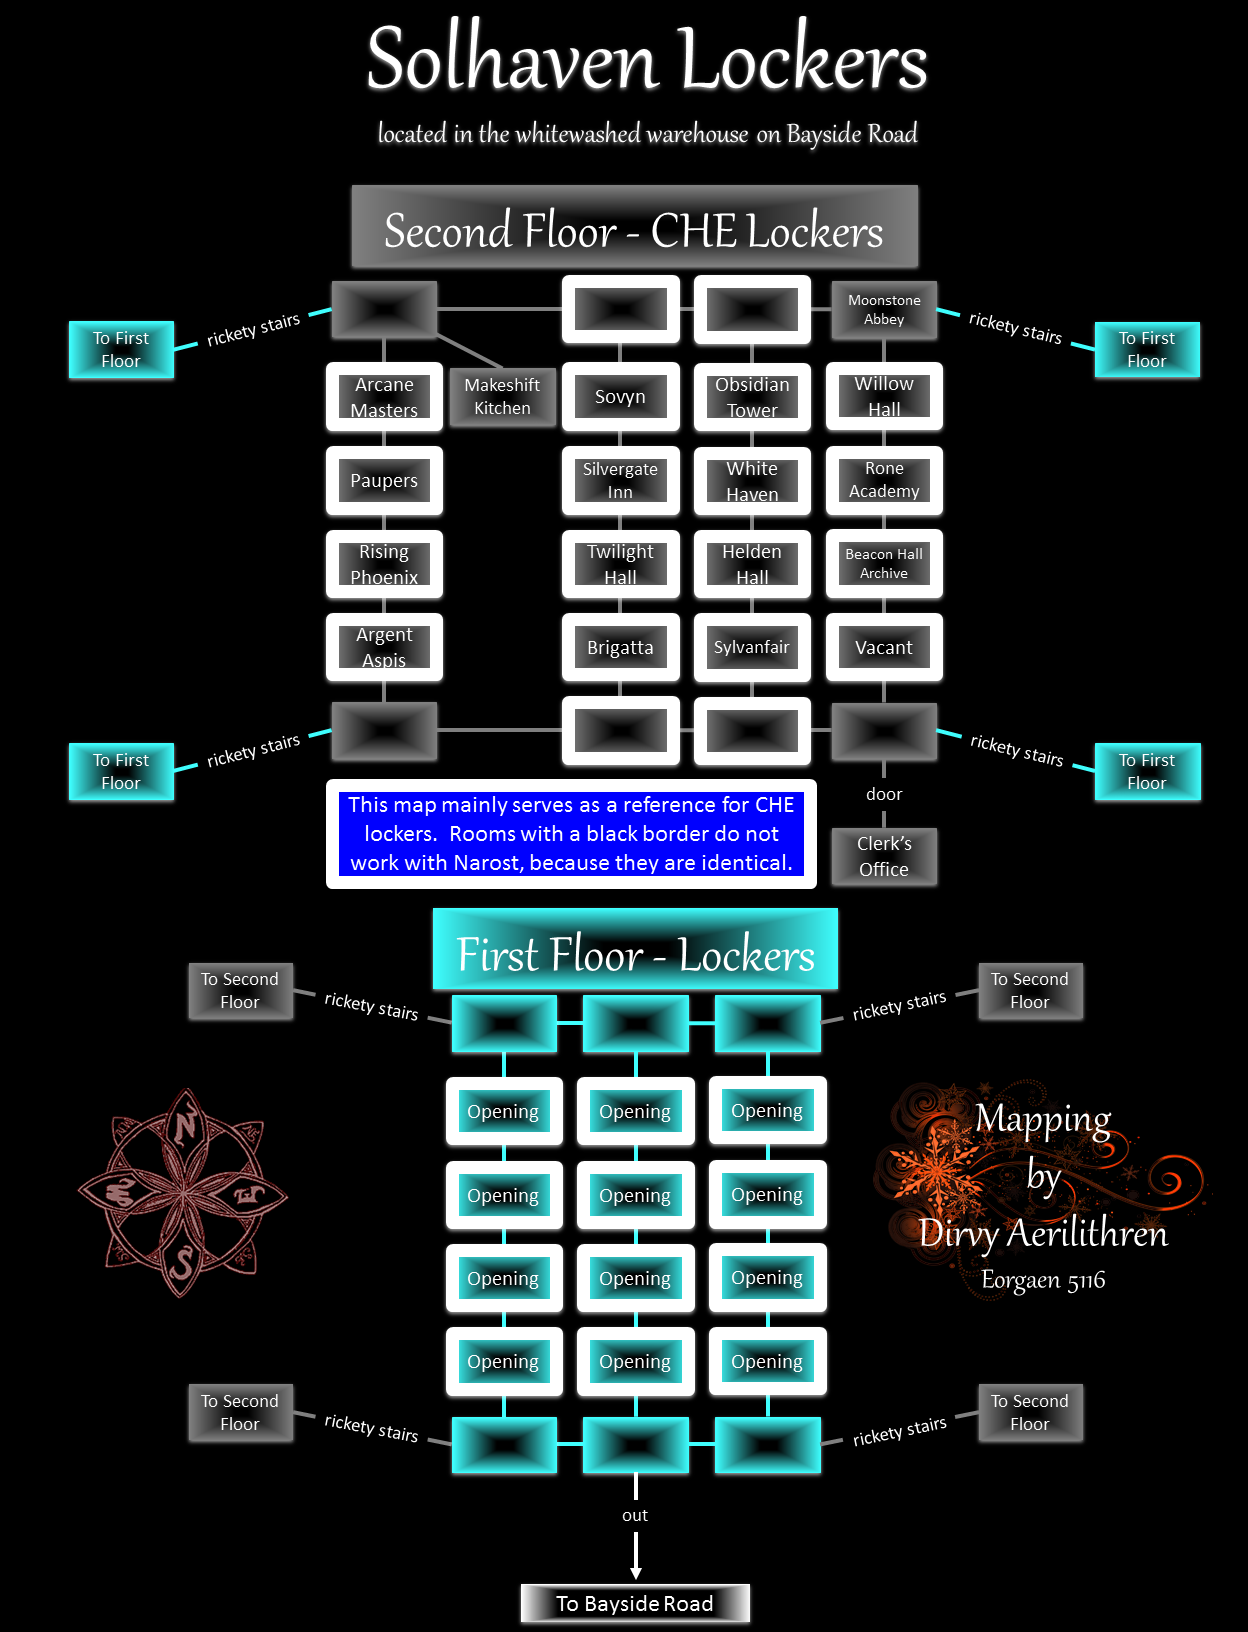 Solhaven Lockers
located in the whitewashed warehouse on Bayside Road
Second Floor - CHE Lockers
Moonstone
Abbey
To First
Floor
rickety stairs
rickety stairs
To First
Floor
Arcane
Masters
Makeshift
Kitchen
Sovyn
Obsidian
Tower
Willow
Hall
Paupers
Silvergate
Inn
White
Haven
Rone
Academy
Rising
Phoenix
Twilight
Hall
Helden
Hall
Beacon Hall
Archive
Argent
Aspis
Brigatta
Sylvanfair
Vacant
To First
Floor
rickety stairs
rickety stairs
To First
Floor
door
Clerk's
Office
This map mainly serves as a reference for CHE
lockers.  Rooms with a black border do not
work with Narost, because they are identical.
First Floor - Lockers
To Second
Floor
rickety stairs
rickety stairs
To Second
Floor
Opening
Opening
Opening
Opening
Opening
Opening
Opening
Opening
Opening
Opening
Opening
Opening
N
S
Mapping
by
Dirvy Aerilithren
Eorgaen 5116
To Second
Floor
rickety stairs
rickety stairs
To Second
Floor
out
To Bayside Road